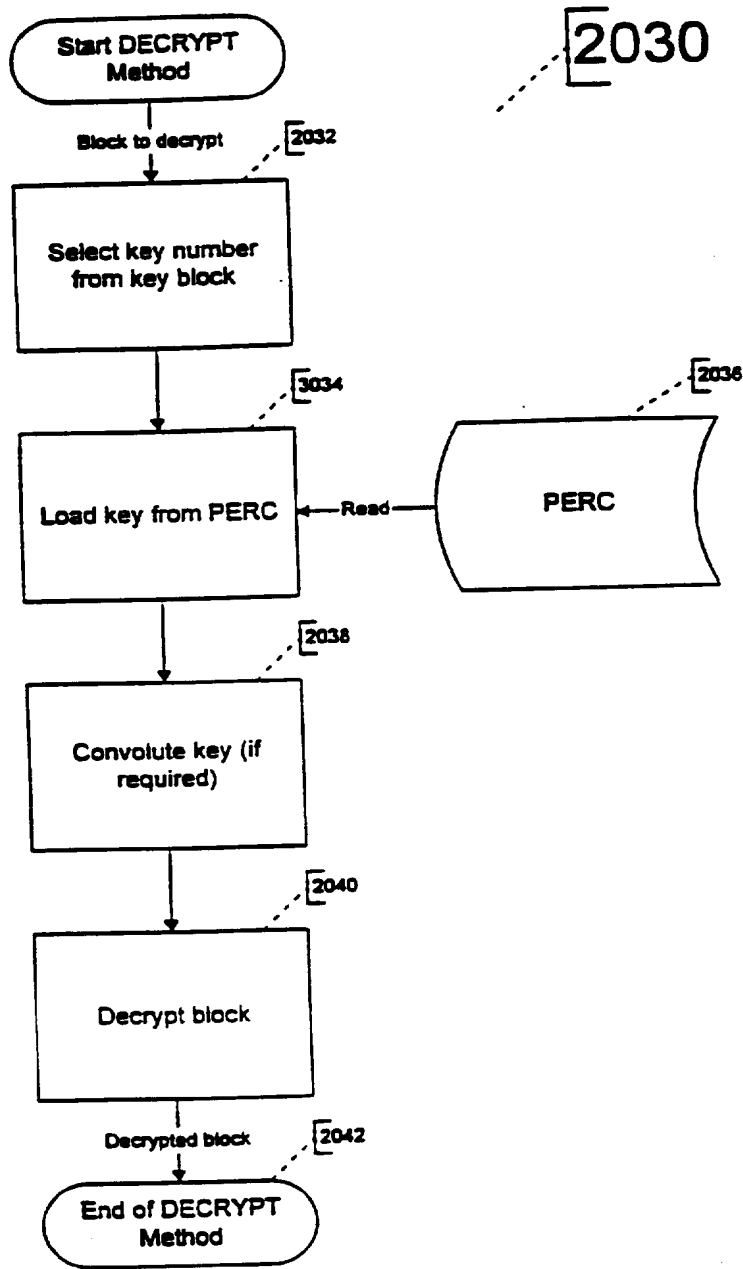 Start DECRYPT
Method
2030
Block to decrypt
2032
Select key number
from key block
3034
2036
Load key from PERC
Read
PERC
2038
Convolute key (if
required)
2040
Decrypt block
Decrypted block
2042
End of DECRYPT
Method